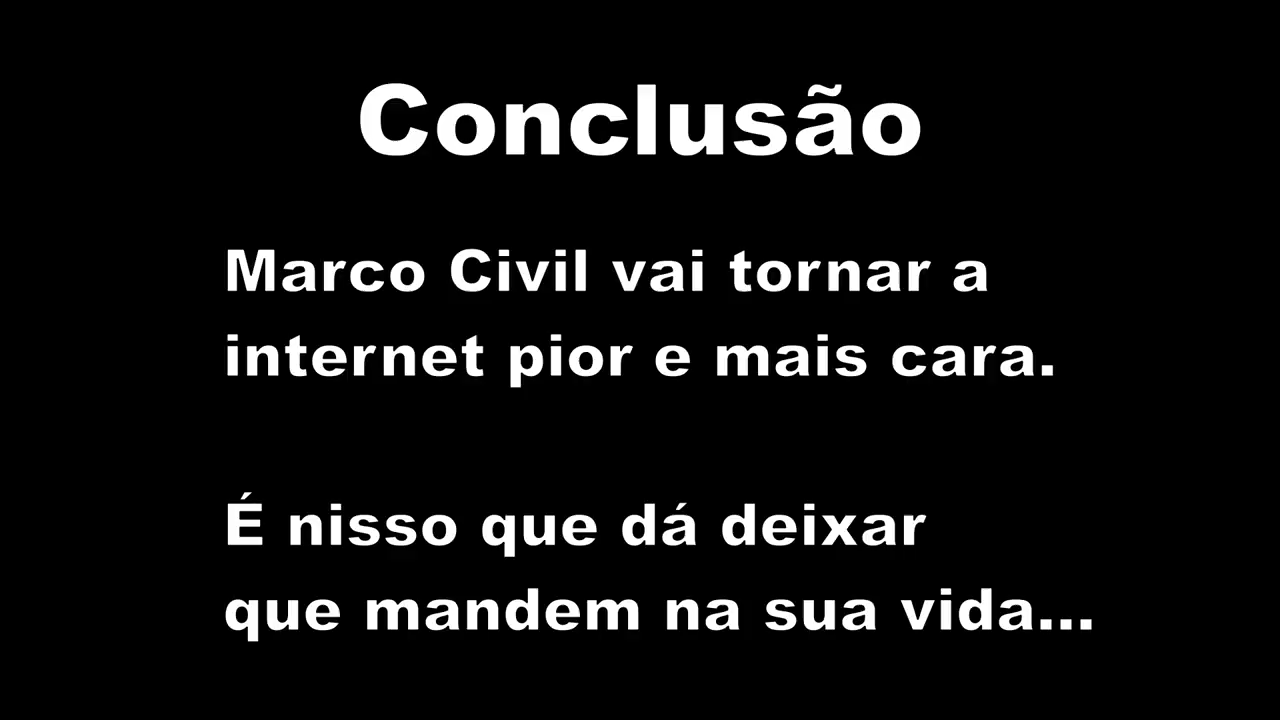 Conclusão
Marco Civil vai tornar a
internet pior e mais cara.
É nisso que dá deixar
que mandem na sua vida...